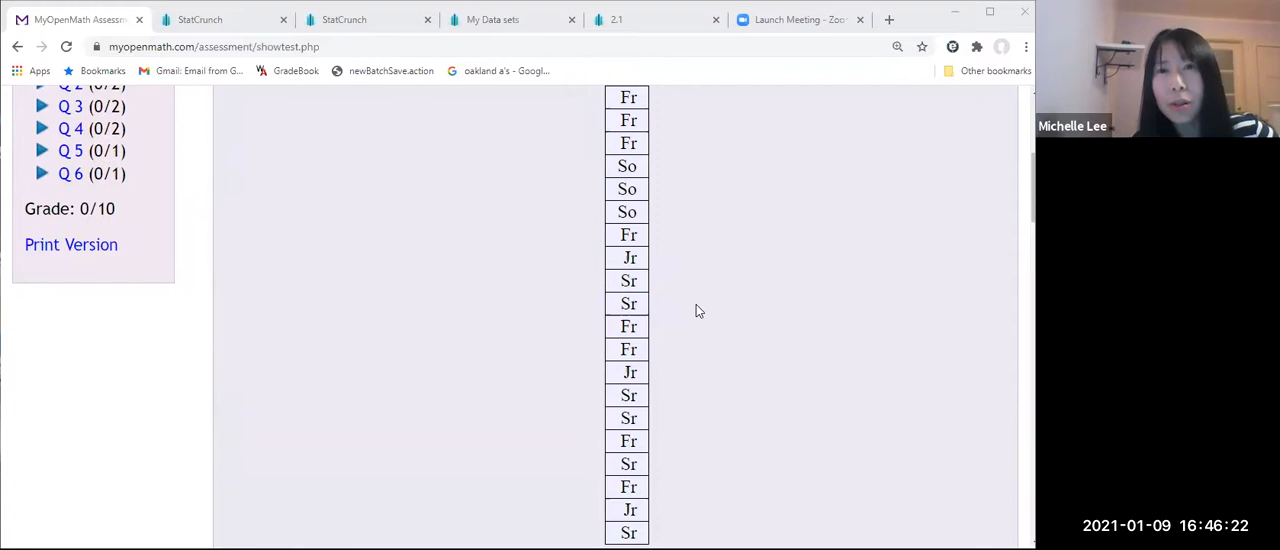 MyOpenMath Assessm
StatCrunch
StatCrunch
My Data sets
2.1
Launch Meeting - Zoo
myopenmath.com/assessment/showtest.php
Apps
Bookmarks
Gmail: Email from G...
GradeBook
newBatchSave.action
oakland a's - Googl...
Other bookmarks
Q 2 (0/2)
Q 3 (0/2)
Q 4 (0/2)
Q 5 (0/1)
Q 6 (0/1)
Grade: 0/10
Print Version
Fr
Fr
Fr
So
So
So
Fr
Jr
Sr
Sr
Fr
Fr
Jr
Sr
Sr
Fr
Sr
Fr
Jr
Sr
Michelle Lee
2021-01-09 16:46:22